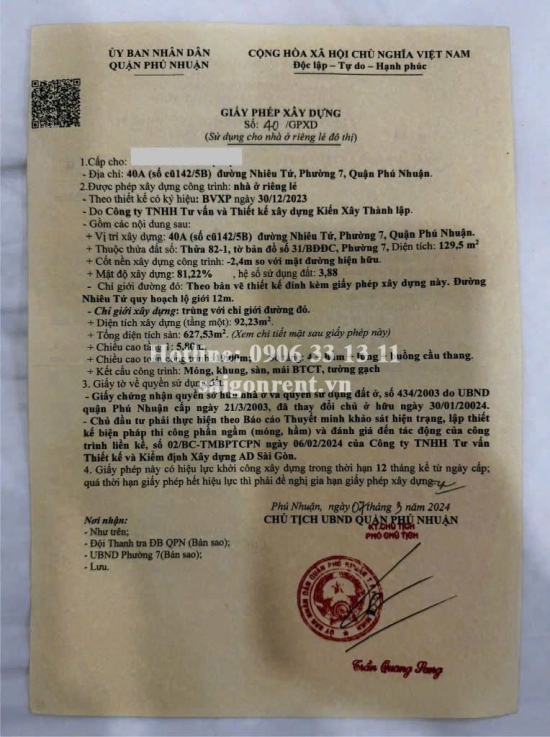 ỦY BAN NHÂN DÂN
QUẬN PHÚ NHUẬN
CỘNG HÒA XÃ HỘI CHỦ NGHĨA VIỆT NAM
Độc lập – Tự do – Hạnh phúc
GIẤY PHÉP XÂY DỰNG
Số: 40 /GPXD
(Sử dụng cho nhà ở riêng lẻ đô thị)
1.Cấp cho:
- Địa chỉ: 40A (số cũ142/5B) đường Nhiêu Tứ, Phường 7, Quận Phú Nhuận.
2.Được phép xây dựng công trình: nhà ở riêng lẻ
- Theo thiết kế có ký hiệu: BVXP ngày 30/12/2023
- Do Công ty TNHH Tư vấn và Thiết kế xây dựng Kiến Xây Thành lập.
- Gồm các nội dung sau:
+ Vị trí xây dựng: 40A (số cũ142/5B) đường Nhiêu Tứ, Phường 7, Quận Phú Nhuận.
+ Thuộc thửa đất số: Thửa 82-1, tờ bản đồ số 31/BĐĐC, Phường 7, Diện tích: 129,5 m²
+ Cốt nền xây dựng công trình: -2,4m so với mặt đường hiện hữu.
+ Mật độ xây dựng: 81,22% , hệ số sử dụng đất: 3,88
- Chỉ giới đường đỏ: Theo bản vẽ thiết kế đính kèm giấy phép xây dựng này. Đường
Nhiêu Tứ quy hoạch lộ giới 12m.
- Chỉ giới xây dựng: trùng với chỉ giới đường đỏ.
+ Diện tích xây dựng (tầng một): 92,23m².
+ Tổng diện tích sàn: 627,53m² (Xem chi tiết mặt sau giấy phép này)
+ Chiều cao tầng 1: 5,80m
+ Chiều cao buồng cầu thang.
+ Kết cấu công trình: Móng, khung, sàn, mái BTCT, tường gạch
Hotline: 0906 33 13 11
saigonrent.vn
3. Giấy tờ về quyền sử dụng đất:
- Giấy chứng nhận quyền sở hữu nhà ở và quyền sử dụng đất ở, số 434/2003 do UBND
quận Phú Nhuận cấp ngày 21/3/2003, đã thay đổi chủ ở hữu ngày 30/01/20024.
- Chủ đầu tư phải thực hiện theo Báo cáo Thuyết minh khảo sát hiện trạng, lập thiết
kế biện pháp thi công phần ngầm (móng, hầm) và đánh giá đến tác động của công
trình liền kề, số 02/BC-TMBPTCPN ngày 06/02/2024 của Công ty TNHH Tư vấn
Thiết kế và Kiểm định Xây dựng AD Sài Gòn.
4. Giấy phép này có hiệu lực khởi công xây dựng trong thời hạn 12 tháng kể từ ngày cấp;
quá thời hạn giấy phép hết hiệu lực thì phải đề nghị gia hạn giấy phép xây dựng.
Phú Nhuận, ngày 07 tháng 3 năm 2024
CHỦ TỊCH UBND QUẬN PHÚ NHUẬN
KT.CHỦ TỊCH
PHÓ CHỦ TỊCH
Nơi nhận:
- Như trên;
- Đội Thanh tra ĐB QPN (Bản sao);
- UBND Phường 7(Bản sao);
- Lưu.
Trần Quang Sang